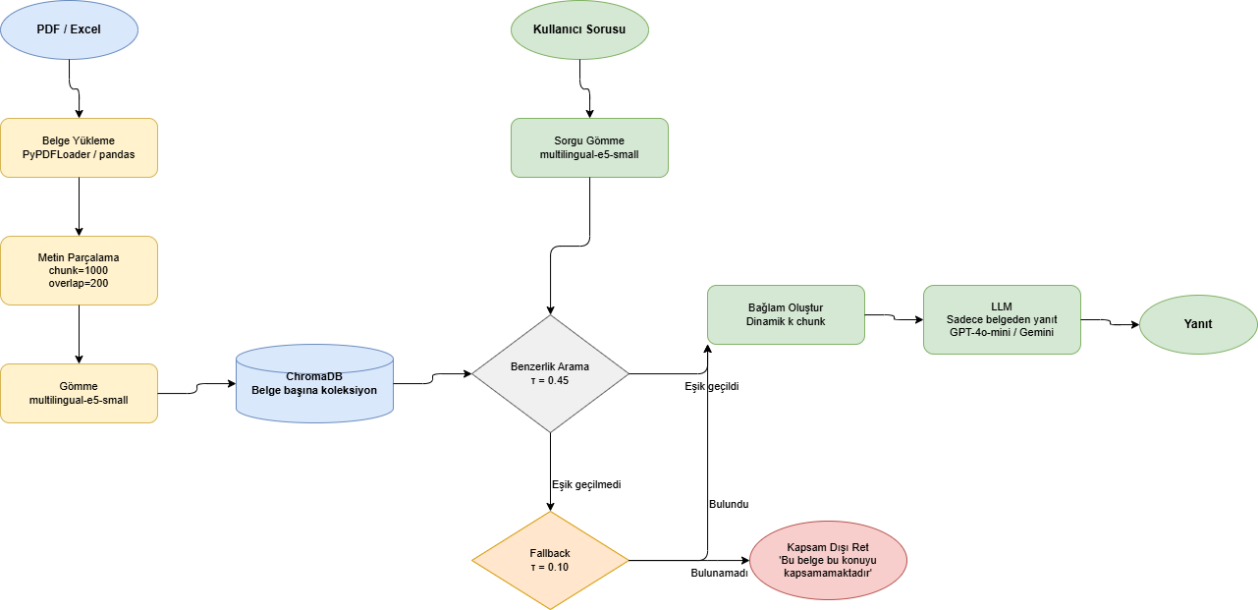 PDF / Excel
Kullanıcı Sorusu
Belge Yükleme
PyPDFLoader / pandas
Sorgu Gömme
multilingual-e5-small
Metin Parçalama
chunk=1000
overlap=200
Gömme
multilingual-e5-small
ChromaDB
Belge başına koleksiyon
Benzerlik Arama
τ = 0.45
Eşik geçildi
Bağlam Oluştur
Dinamik k chunk
LLM
Sadece belgeden yanıt
GPT-4o-mini / Gemini
Yanıt
Eşik geçilmedi
Fallback
τ = 0.10
Bulundu
Bulunamadı
Kapsam Dışı Ret
'Bu belge bu konuyu
kapsamamaktadır'